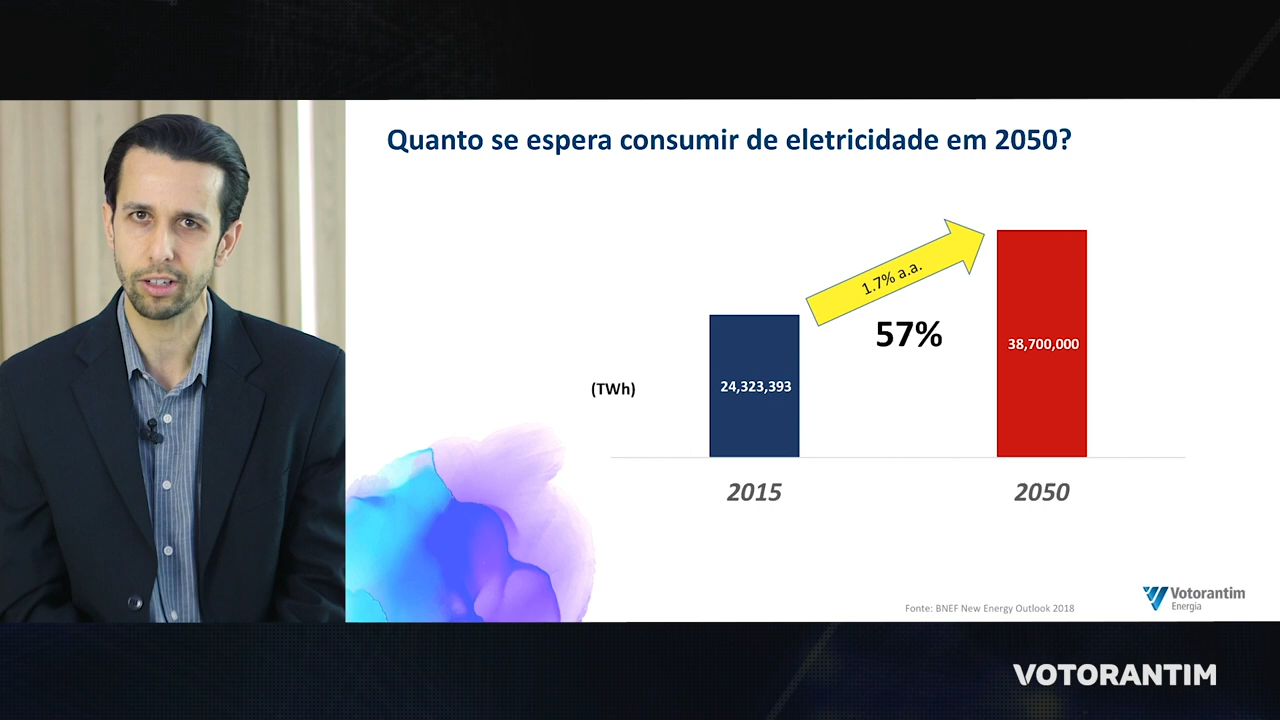 Quanto se espera consumir de eletricidade em 2050?
1.7% a.a.
57%
38,700,000
(TWh)
24,323,393
2015
2050
Fonte: BNEF New Energy Outlook 2018
Votorantim
Energia
VOTORANTIM